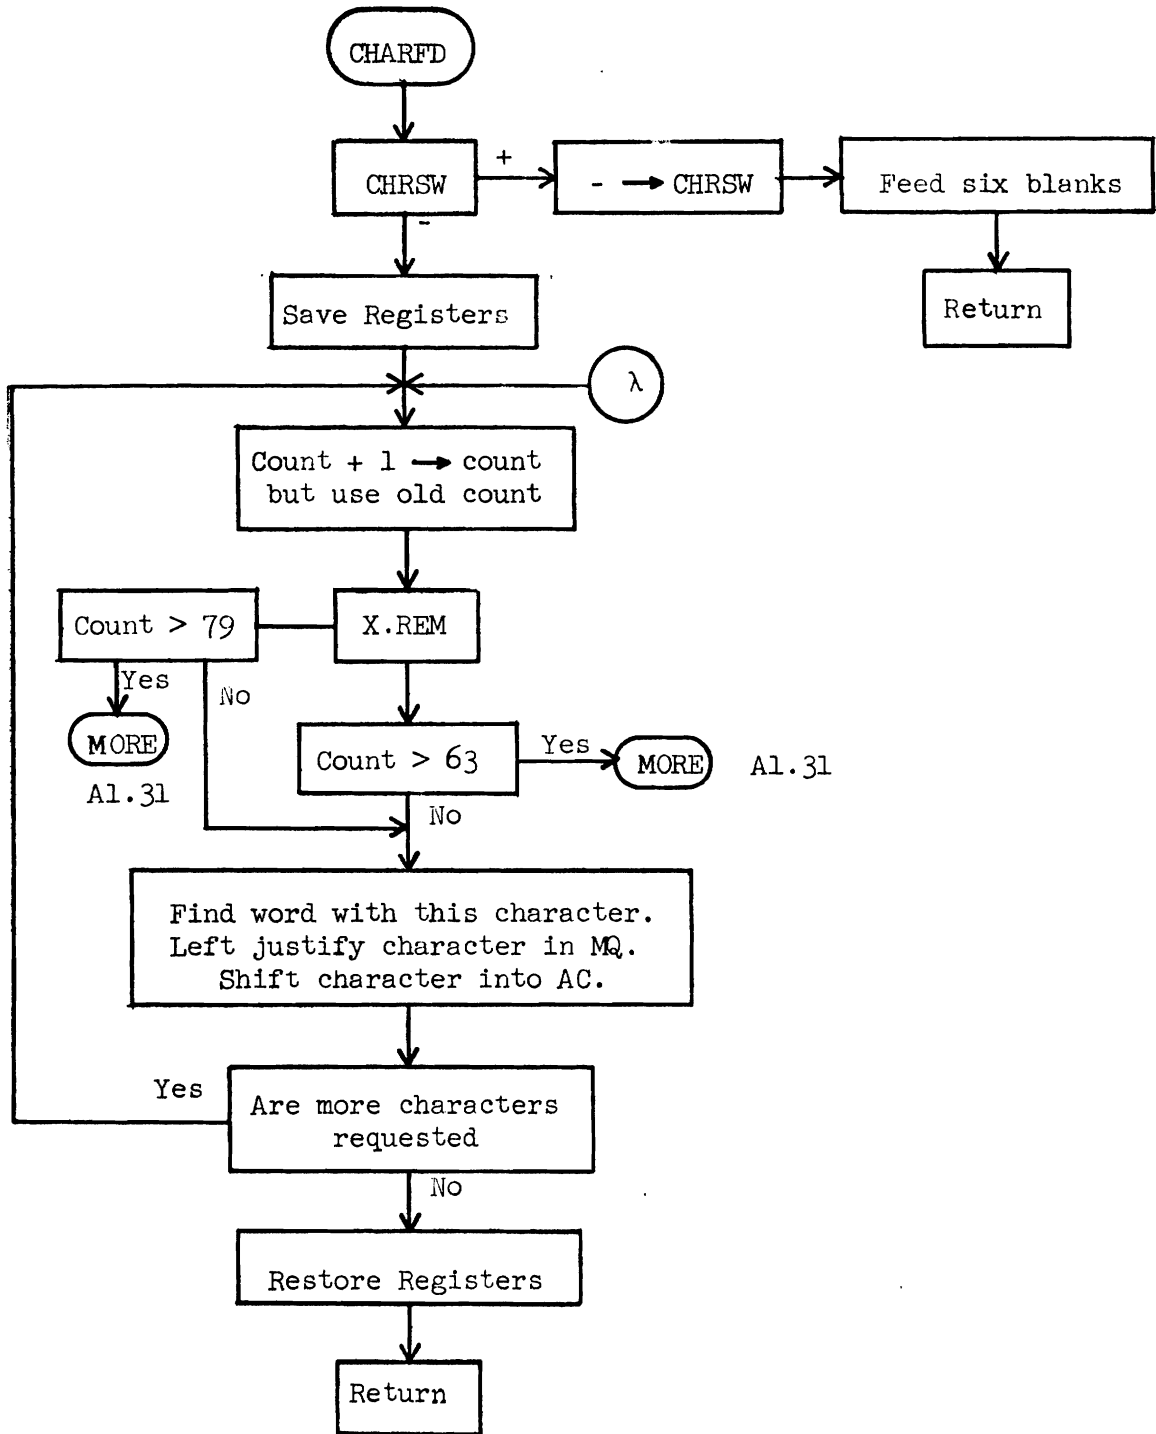 CHARFD
CHRSW
+
- → CHRSW
Feed six blanks
-
Return
Save Registers
λ
Count + 1 → count
but use old count
Count > 79
X.REM
Yes
No
MORE
A1.31
Count > 63
Yes
MORE
A1.31
No
Find word with this character.
Left justify character in MQ.
Shift character into AC.
Yes
Are more characters
requested
No
Restore Registers
Return